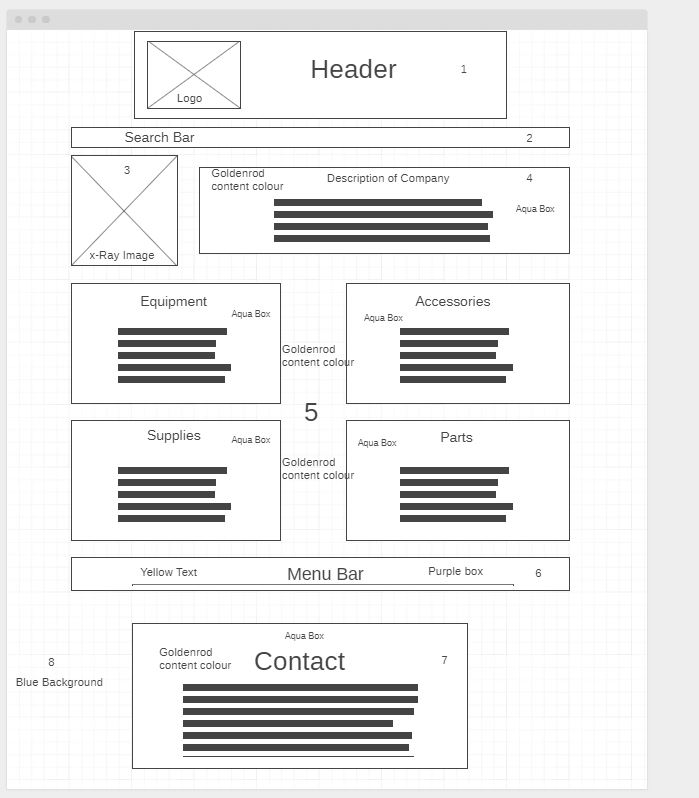 Header
1
Logo
Search Bar
2
3
x-Ray Image
Goldenrod
content colour
Description of Company
4
Aqua Box
Equipment
Aqua Box
Accessories
Aqua Box
Goldenrod
content colour
5
Supplies
Aqua Box
Parts
Aqua Box
Goldenrod
content colour
Yellow Text
Menu Bar
Purple box
6
Aqua Box
Goldenrod
content colour
Contact
7
8
Blue Background